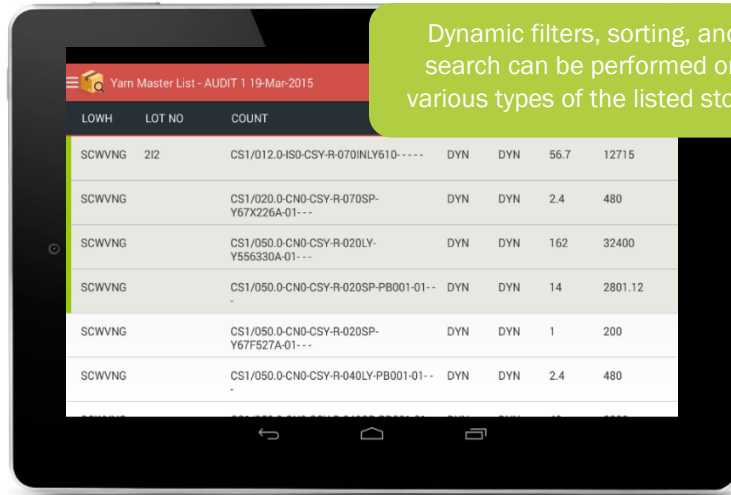 Dynamic filters, sorting, and
search can be performed on
various types of the listed
Yarn Master List - AUDIT 1 19-Mar-2015
LOWH LOT NO COUNT
SCWVNG 2I2 CS1/012.0-IS0-CSY-R-070INLY610- - - - - DYN DYN 56.7 12715
SCWVNG CS1/020.0-CN0-CSY-R-070SP- DYN DYN 2.4 480
Y67X226A-01- - -
SCWVNG CS1/050.0-CN0-CSY-R-020LY- DYN DYN 162 32400
Y556330A-01- - -
SCWVNG CS1/050.0-CN0-CSY-R-020SP-PB001-01- - DYN DYN 14 2801.12
-
SCWVNG CS1/050.0-CN0-CSY-R-020SP- DYN DYN 1 200
Y67F527A-01- - -
SCWVNG CS1/050.0-CN0-CSY-R-040LY-PB001-01- - DYN DYN 2.4 480
-